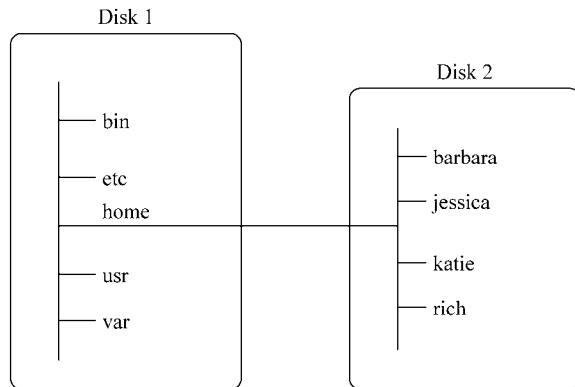 Disk 1
bin
etc
home
usr
var
Disk 2
barbara
jessica
katie
rich